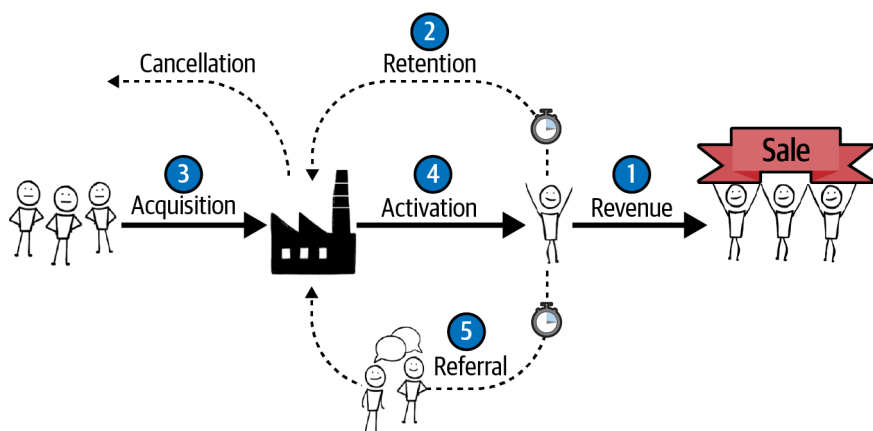 2
Cancellation
Retention
Sale
3
4
1
Acquisition
Activation
Revenue
5
Referral